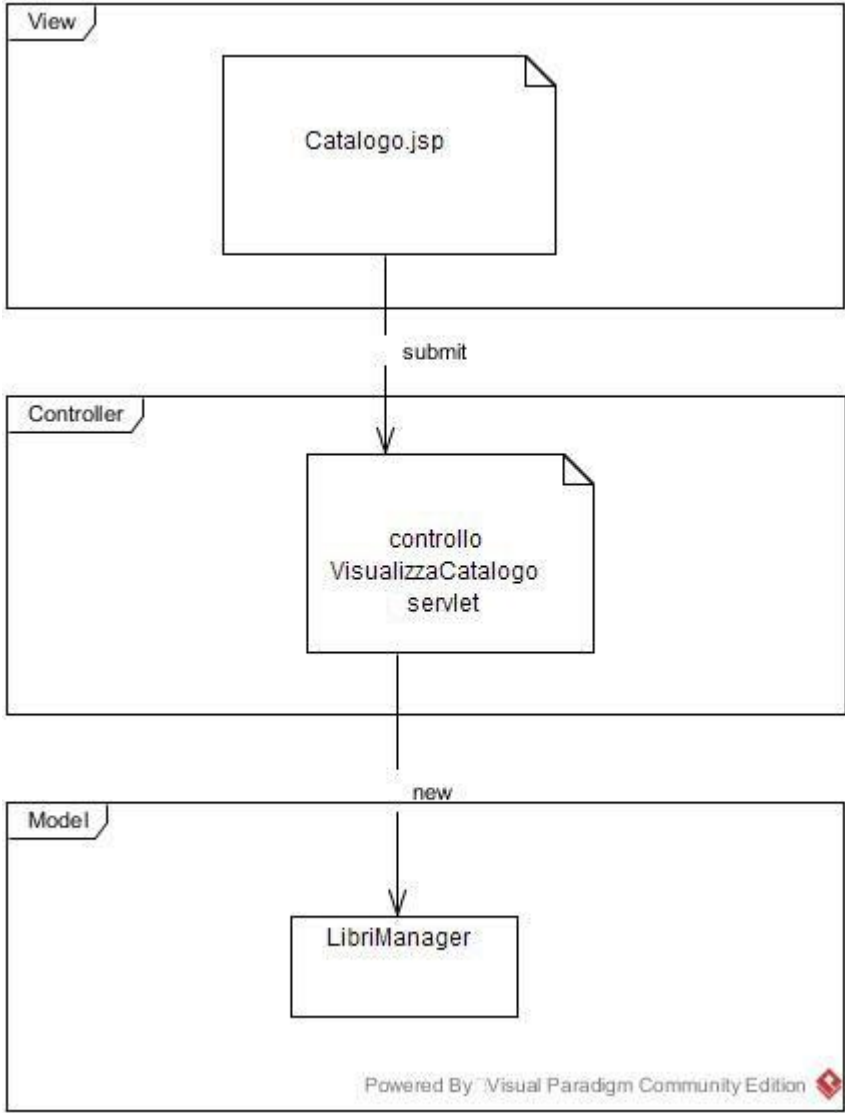 View
Catalogo.jsp
submit
Controller
controllo
VisualizzaCatalogo
servlet
new
Model
LibriManager
Powered By Visual Paradigm Community Edition